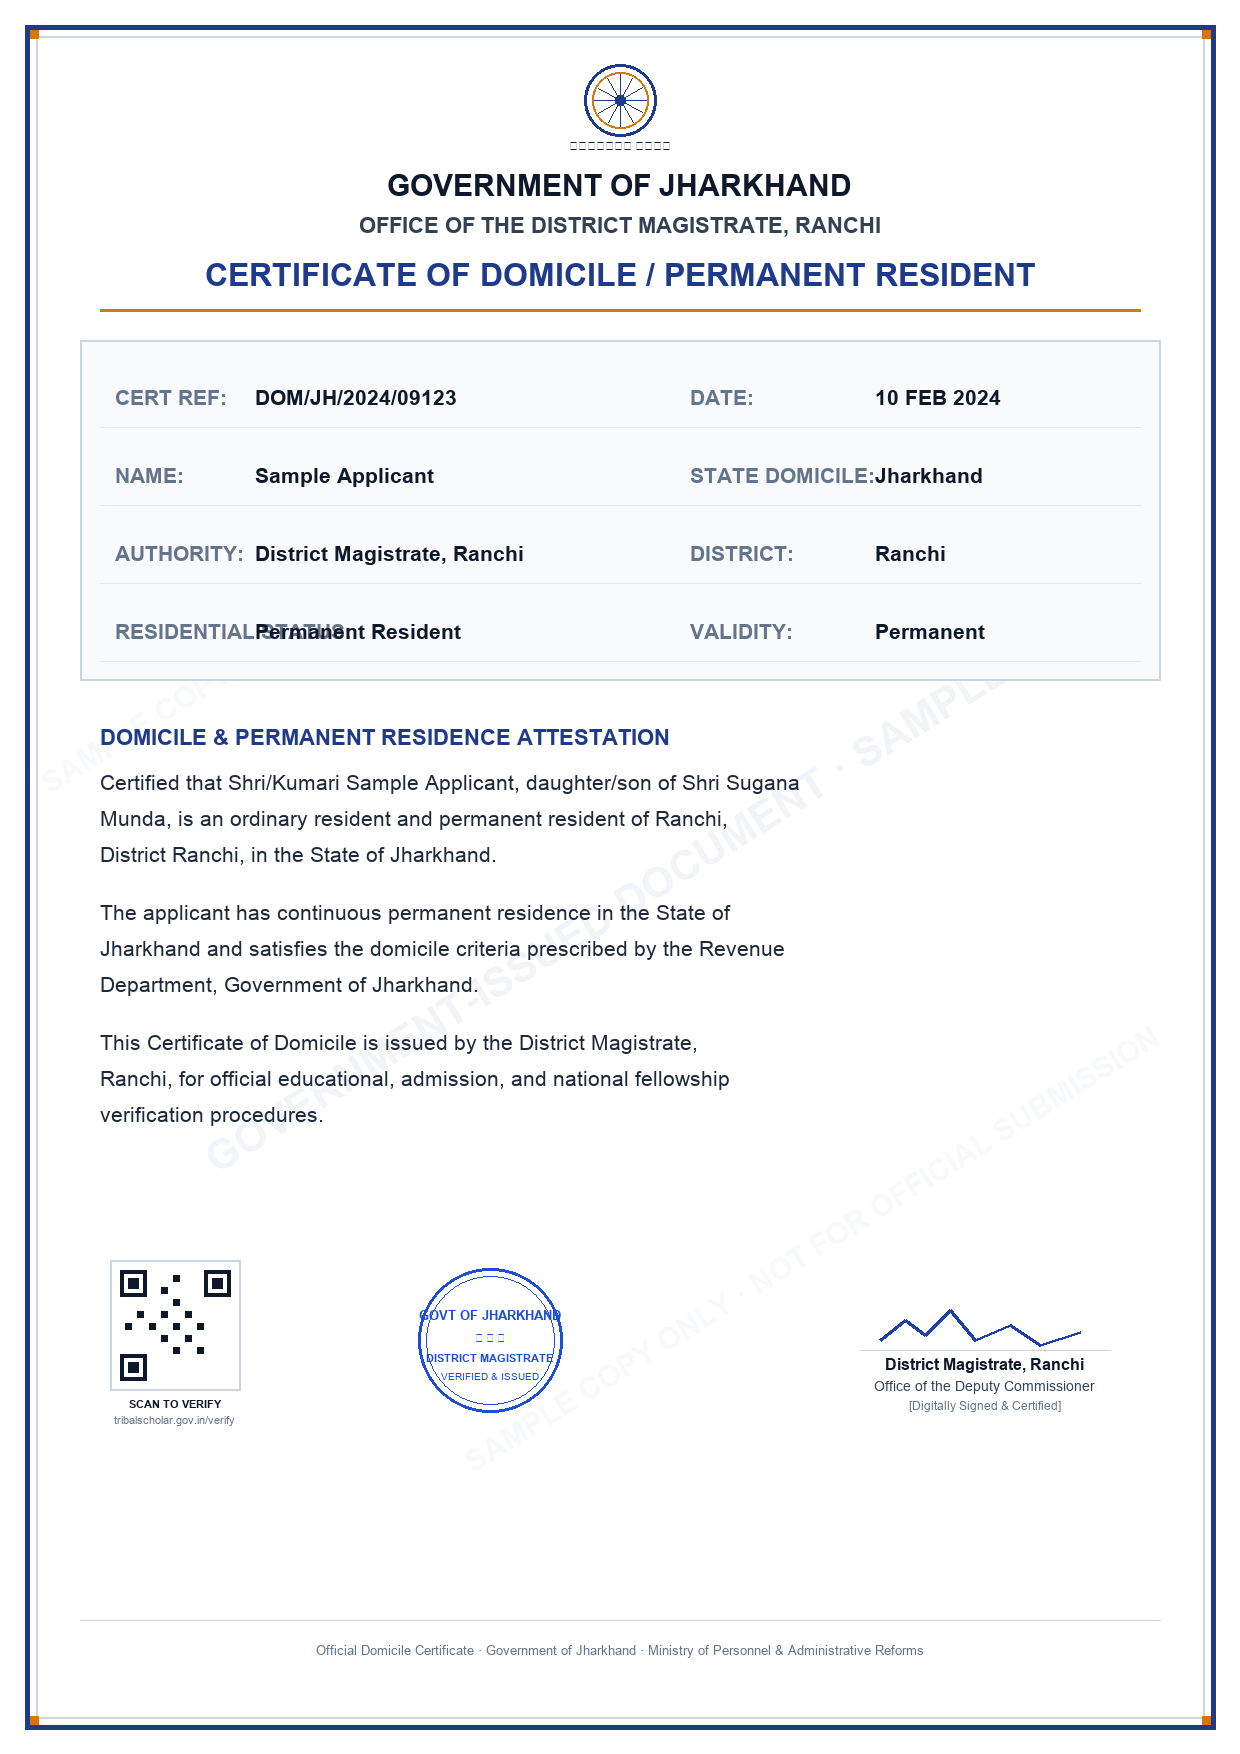 GOVERNMENT OF JHARKHAND
OFFICE OF THE DISTRICT MAGISTRATE, RANCHI
CERTIFICATE OF DOMICILE / PERMANENT RESIDENT
CERT REF: DOM/JH/2024/09123 DATE: 10 FEB 2024
NAME: Sample Applicant STATE DOMICILE: Jharkhand
AUTHORITY: District Magistrate, Ranchi DISTRICT: Ranchi
RESIDENTIAL STATUS: Permanent Resident VALIDITY: Permanent
SAMPLE COPY
GOVERNMENT-ISSUED DOCUMENT · SAMPLE
DOMICILE & PERMANENT RESIDENCE ATTESTATION
Certified that Shri/Kumari Sample Applicant, daughter/son of Shri Sugana
Munda, is an ordinary resident and permanent resident of Ranchi,
District Ranchi, in the State of Jharkhand.
The applicant has continuous permanent residence in the State of
Jharkhand and satisfies the domicile criteria prescribed by the Revenue
Department, Government of Jharkhand.
This Certificate of Domicile is issued by the District Magistrate,
Ranchi, for official educational, admission, and national fellowship
verification procedures.
SAMPLE COPY ONLY · NOT FOR OFFICIAL SUBMISSION
SCAN TO VERIFY
tribalscholar.gov.in/verify
GOVT OF JHARKHAND
DISTRICT MAGISTRATE
VERIFIED & ISSUED
District Magistrate, Ranchi
Office of the Deputy Commissioner
[Digitally Signed & Certified]
Official Domicile Certificate · Government of Jharkhand · Ministry of Personnel & Administrative Reforms